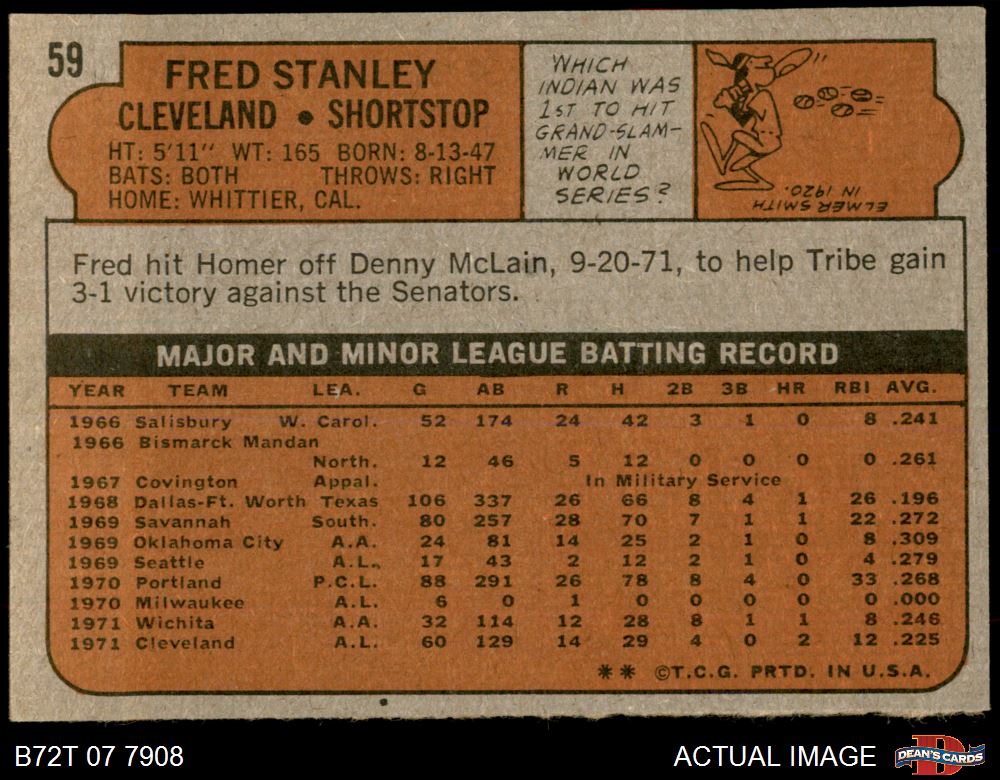 59
FRED STANLEY
CLEVELAND • SHORTSTOP
HT: 5'11" WT: 165 BORN: 8-13-47
BATS: BOTH THROWS: RIGHT
HOME: WHITTIER, CAL.
WHICH
INDIAN WAS
1ST TO HIT
GRAND-SLAM-
MER IN
WORLD
SERIES?
ELMER SMITH
IN 1920.
Fred hit Homer off Denny McLain, 9-20-71, to help Tribe gain
3-1 victory against the Senators.
MAJOR AND MINOR LEAGUE BATTING RECORD
YEAR TEAM LEA. G AB R H 2B 3B HR RBI AVG.
1966 Salisbury W. Carol. 52 174 24 42 3 1 0 8 .241
1966 Bismarck Mandan
North. 12 46 5 12 0 0 0 0 .261
1967 Covington Appal. In Military Service
1968 Dallas-Ft. Worth Texas 106 337 26 66 8 4 1 26 .196
1969 Savannah South. 80 257 28 70 7 1 1 22 .272
1969 Oklahoma City A.A. 24 81 14 25 2 1 0 8 .309
1969 Seattle A.L. 17 43 2 12 2 1 0 4 .279
1970 Portland P.C.L. 88 291 26 78 8 4 0 33 .268
1970 Milwaukee A.L. 6 0 1 0 0 0 0 0 .000
1971 Wichita A.A. 32 114 12 28 8 1 1 8 .246
1971 Cleveland A.L. 60 129 14 29 4 0 2 12 .225
** ©T.C.G. PRTD. IN U.S.A.
B72T 07 7908 ACTUAL IMAGE DEAN'S CARDS